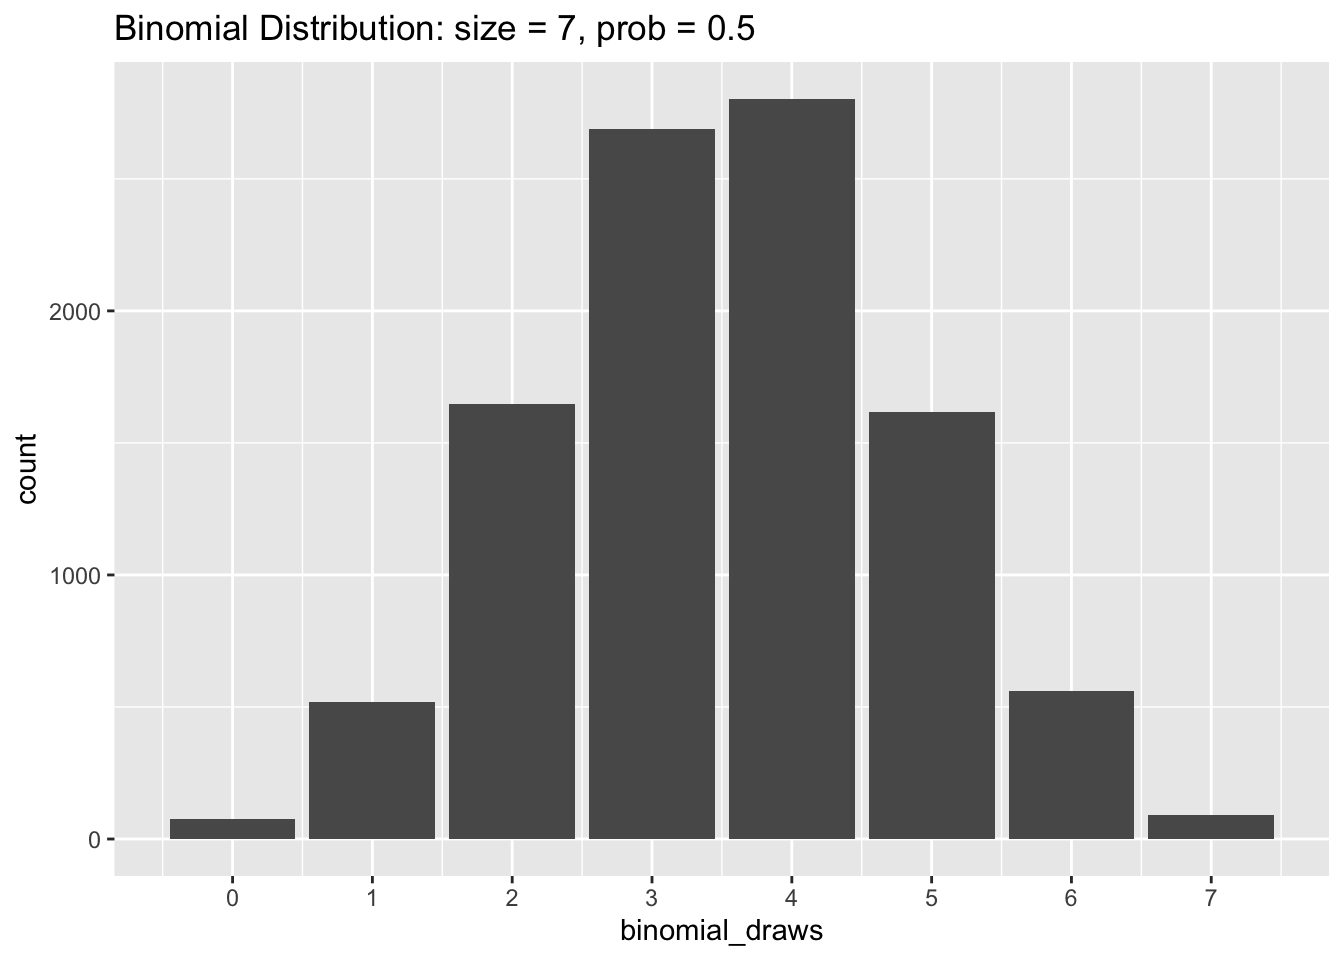 Binomial Distribution: size = 7, prob = 0.5
2000
1000
0
count
0 1 2 3 4 5 6 7
binomial_draws